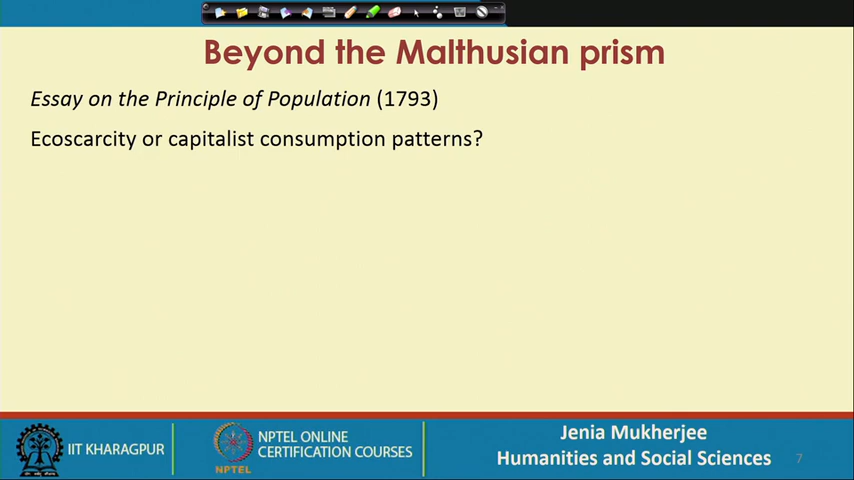 Beyond the Malthusian prism
Essay on the Principle of Population (1793)
Ecoscarcity or capitalist consumption patterns?
IIT KHARAGPUR
NPTEL
NPTEL ONLINE
CERTIFICATION COURSES
Jenia Mukherjee
Humanities and Social Sciences
7